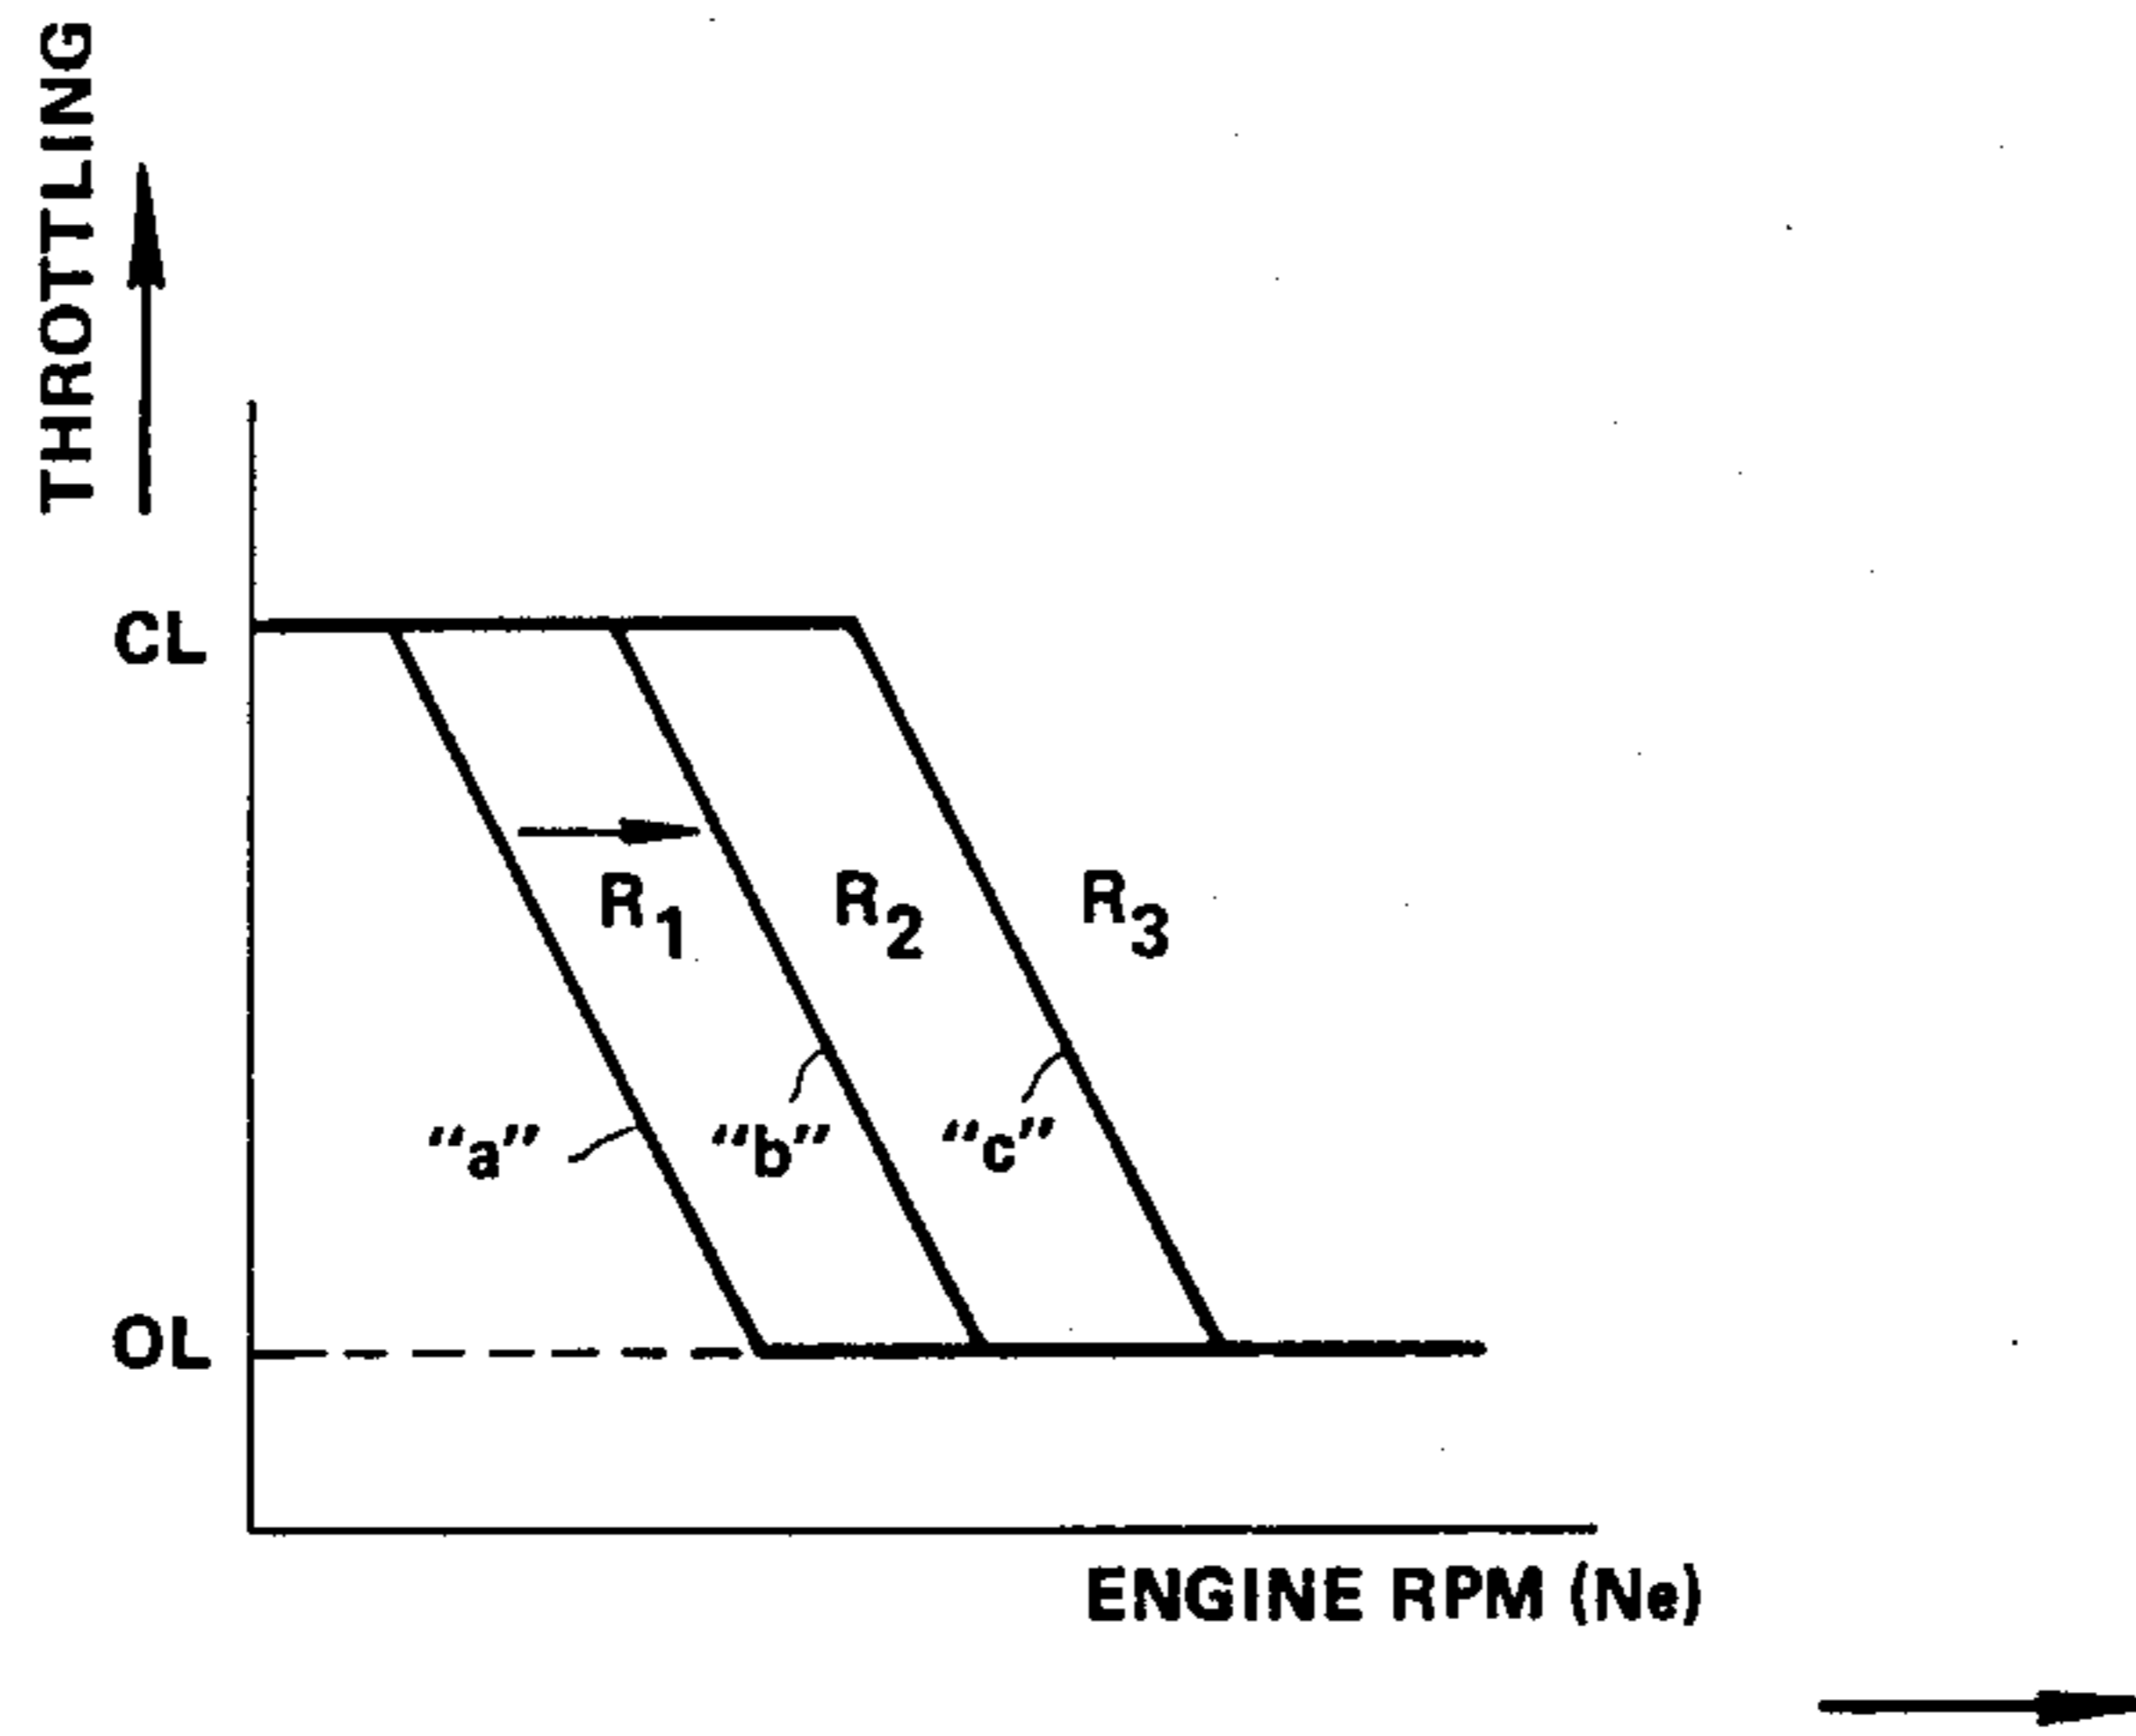 THROTTLING
CL
R1
R2
R3
"a"
"b"
"c"
OL
ENGINE RPM (Ne)